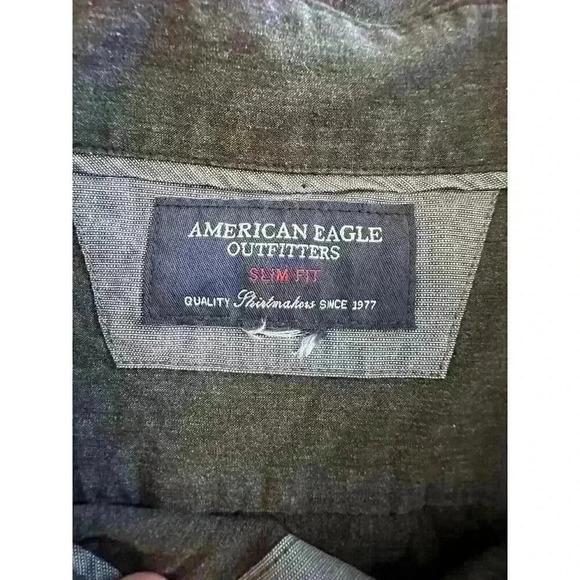 AMERICAN EAGLE
OUTFITTERS
SLIM FIT
QUALITY Shirtmakers SINCE 1977